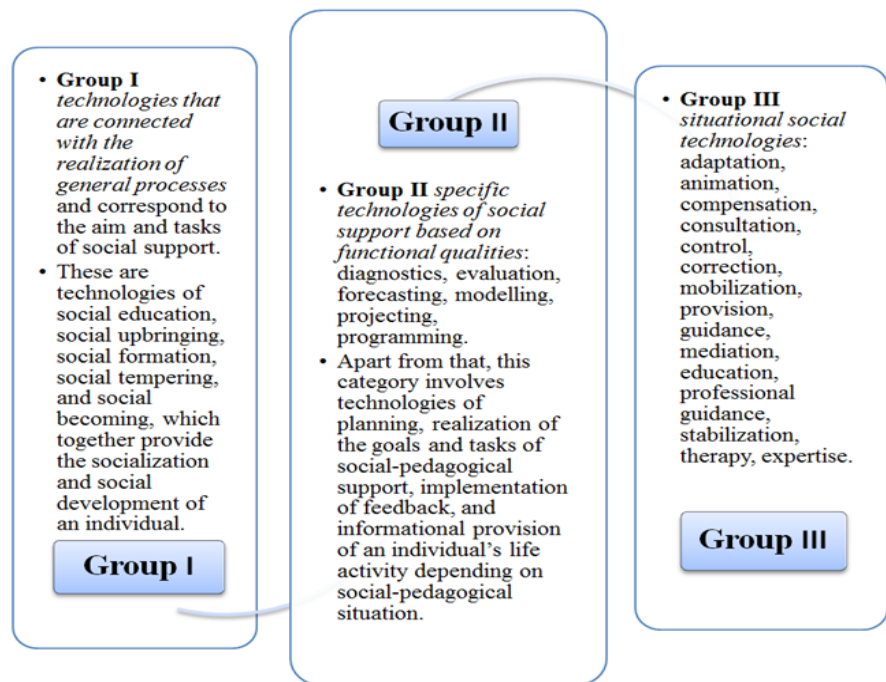 • Group I
technologies that
are connected
with the
realization of
general processes
and correspond to
the aim and tasks
of social support.
• These are
technologies of
social education,
social upbringing,
social formation,
social tempering,
and social
becoming, which
together provide
the socialization
and social
development of
an individual.
Group I
Group II
• Group II specific
technologies of social
support based on
functional qualities:
diagnostics, evaluation,
forecasting, modelling,
projecting,
programming.
• Apart from that, this
category involves
technologies of
planning, realization of
the goals and tasks of
social-pedagogical
support, implementation
of feedback, and
informational provision
of an individual’s life
activity depending on
social-pedagogical
situation.
• Group III
situational social
technologies:
adaptation,
animation,
compensation,
consultation,
control,
correction,
mobilization,
provision,
guidance,
mediation,
education,
professional
guidance,
stabilization,
therapy, expertise.
Group III